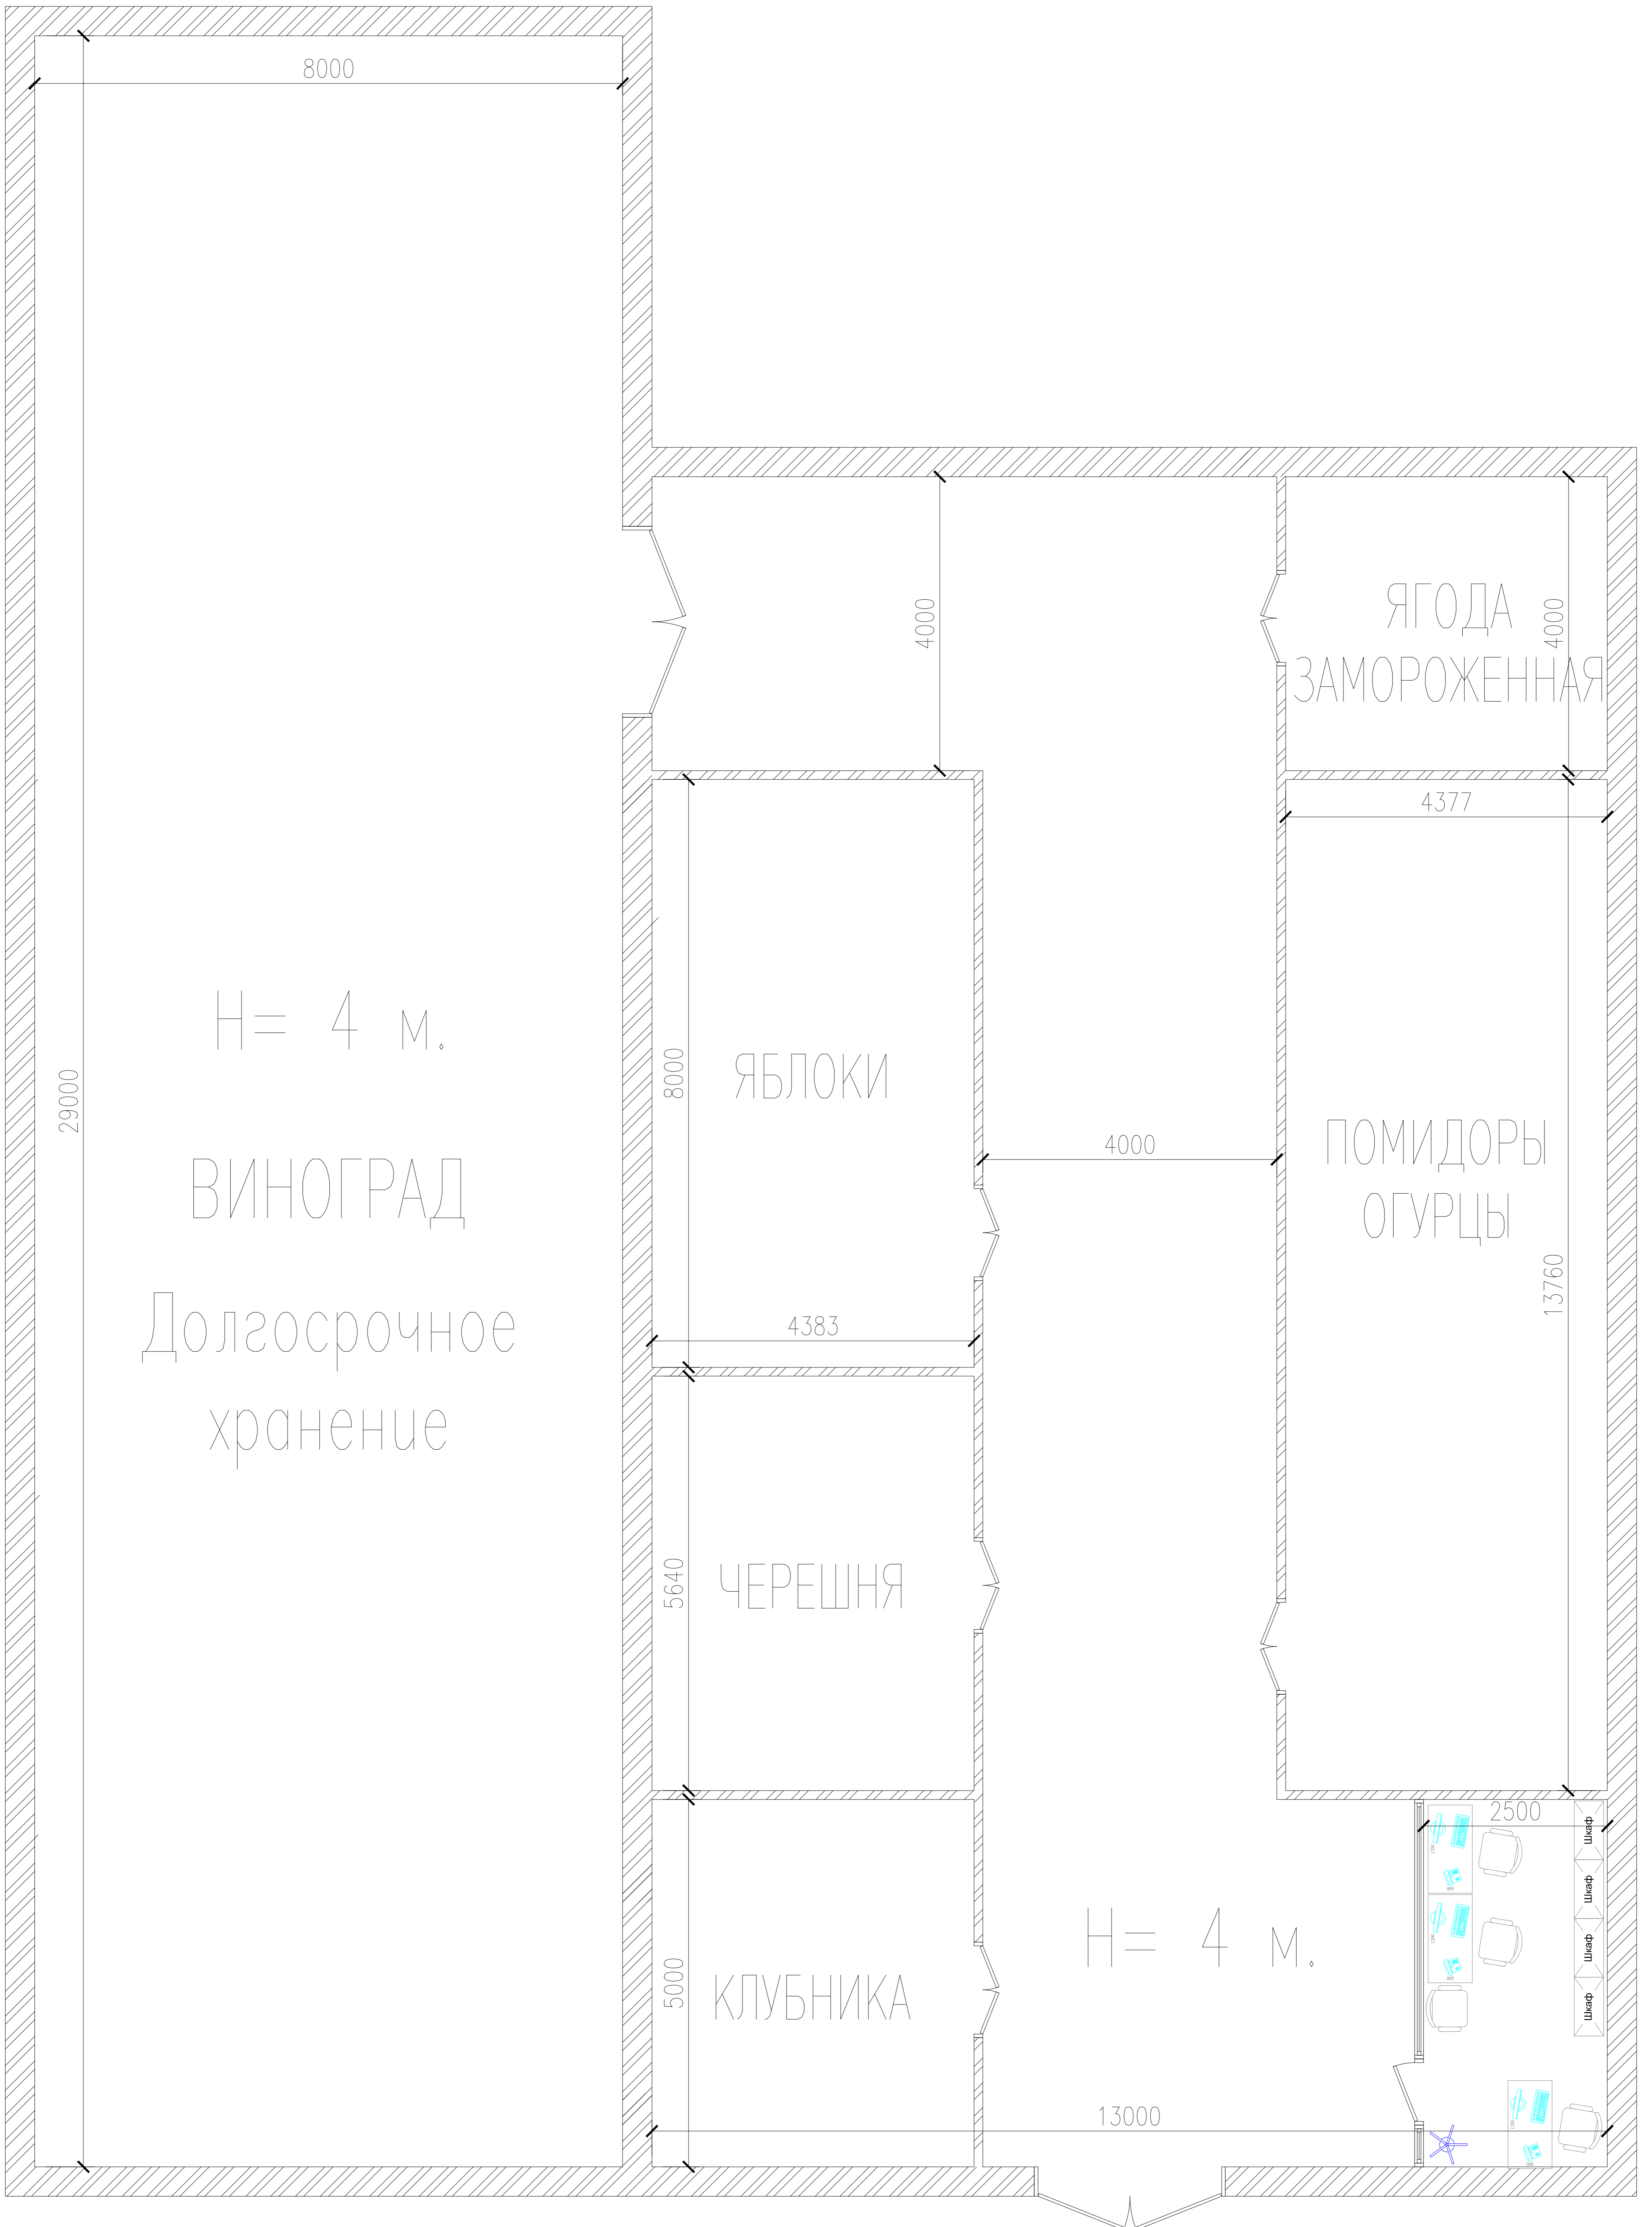 8000
4000
4000
ЯГОДА
ЗАМОРОЖЕННАЯ
4377
H= 4 м.
29000
ВИНОГРАД
Долгосрочное
хранение
8000
ЯБЛОКИ
4383
4000
ПОМИДОРЫ
ОГУРЦЫ
13760
5640
ЧЕРЕШНЯ
5000
КЛУБНИКА
H= 4 м.
2500
Шкаф
Шкаф
Шкаф
Шкаф
13000